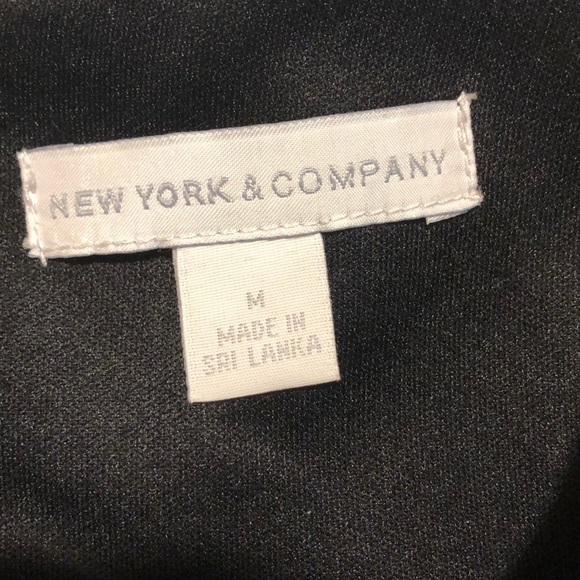 NEW YORK & COMPANY
M
MADE IN
SRI LANKA